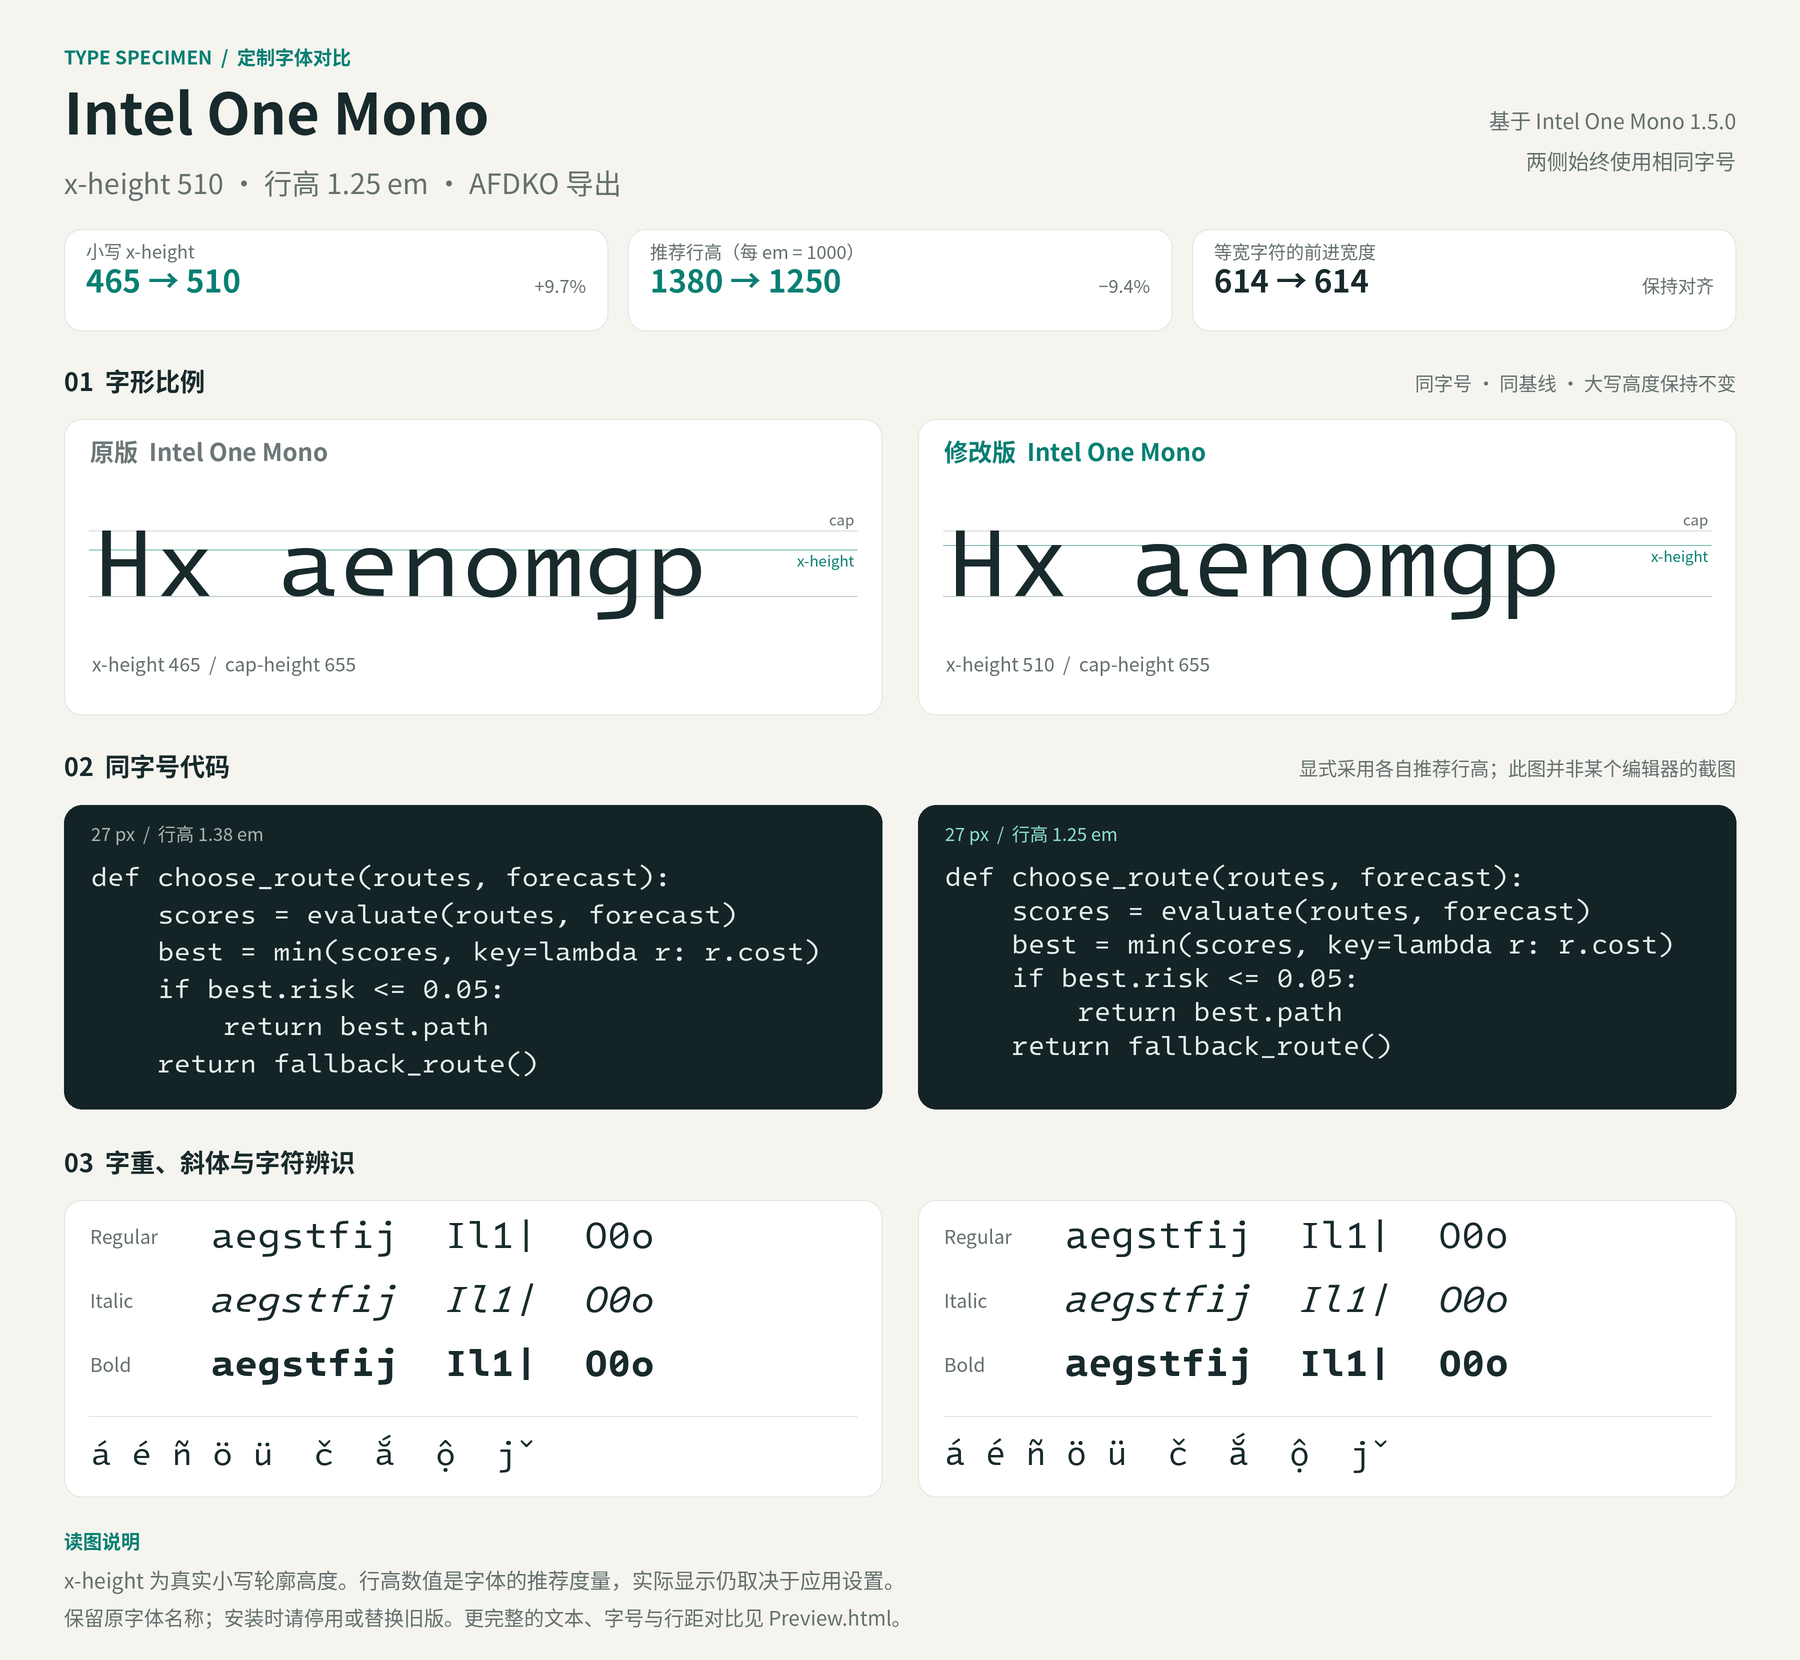 TYPE SPECIMEN / 定制字体对比
Intel One Mono
基于 Intel One Mono 1.5.0
两侧始终使用相同字号
x-height 510 • 行高 1.25 em • AFDKO 导出
小写 x-height
465 → 510
+9.7%
推荐行高（每 em = 1000）
1380 → 1250
−9.4%
等宽字符的前进宽度
614 → 614
保持对齐
01 字形比例
同字号 • 同基线 • 大写高度保持不变
原版 Intel One Mono
cap
Hx aenomgp
x-height
x-height 465 / cap-height 655
修改版 Intel One Mono
cap
Hx aenomgp
x-height
x-height 510 / cap-height 655
02 同字号代码
显式采用各自推荐行高；此图并非某个编辑器的截图
27 px / 行高 1.38 em
def choose_route(routes, forecast):
    scores = evaluate(routes, forecast)
    best = min(scores, key=lambda r: r.cost)
    if best.risk <= 0.05:
        return best.path
    return fallback_route()
27 px / 行高 1.25 em
def choose_route(routes, forecast):
    scores = evaluate(routes, forecast)
    best = min(scores, key=lambda r: r.cost)
    if best.risk <= 0.05:
        return best.path
    return fallback_route()
03 字重、斜体与字符辨识
Regular aegstfij Il1| O0o
Italic aegstfij Il1| O0o
Bold aegstfij Il1| O0o
á é ñ ö ü č ắ ộ jˇ
Regular aegstfij Il1| O0o
Italic aegstfij Il1| O0o
Bold aegstfij Il1| O0o
á é ñ ö ü č ắ ộ jˇ
读图说明
x-height 为真实小写轮廓高度。行高数值是字体的推荐度量，实际显示仍取决于应用设置。
保留原字体名称；安装时请停用或替换旧版。更完整的文本、字号与行距对比见 Preview.html。